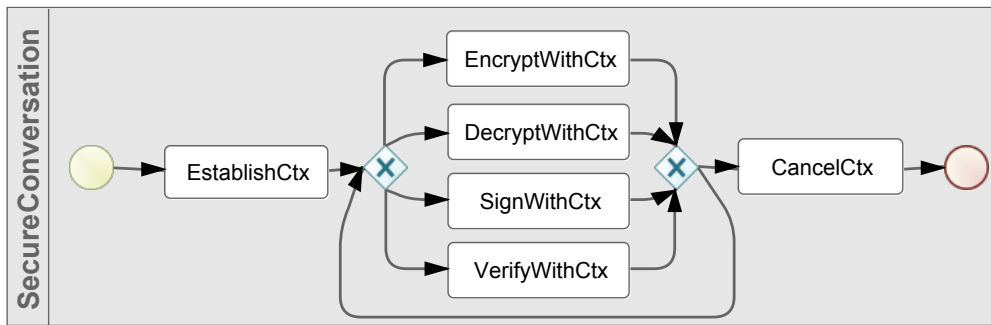 SecureConversation
EstablishCtx
EncryptWithCtx
DecryptWithCtx
SignWithCtx
VerifyWithCtx
CancelCtx